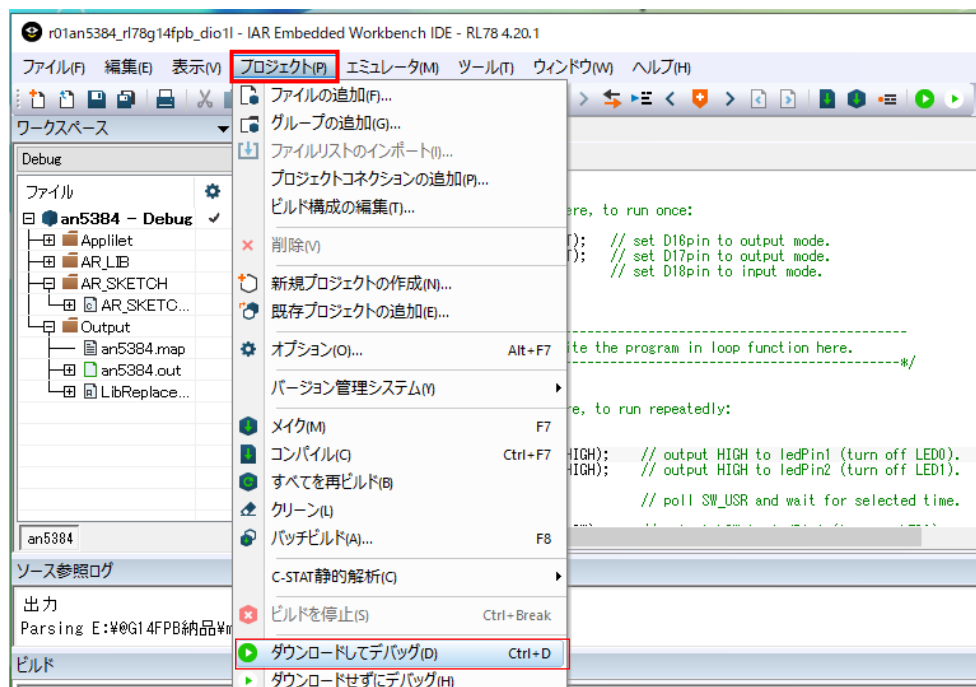 r01an5384_rl78g14fpb_dio1l - IAR Embedded Workbench IDE - RL78 4.20.1
ファイル(F) 編集(E) 表示(V) プロジェクト(P) エミュレータ(M) ツール(T) ウィンドウ(W) ヘルプ(H)
ワークスペース
Debug
ファイル
an5384 - Debug
Applilet
AR_LIB
AR_SKETCH
AR_SKETC...
Output
an5384.map
an5384.out
LibReplace...
an5384
ファイルの追加(F)...
グループの追加(G)...
ファイルリストのインポート(I)...
プロジェクトコネクションの追加(P)...
ビルド構成の編集(T)...
削除(V)
新規プロジェクトの作成(N)...
既存プロジェクトの追加(E)...
オプション(O)... Alt+F7
バージョン管理システム(Y)
メイク(M) F7
コンパイル(C) Ctrl+F7
すべてを再ビルド(B)
クリーン(L)
バッチビルド(A)... F8
C-STAT静的解析(C)
ビルドを停止(S) Ctrl+Break
ダウンロードしてデバッグ(D) Ctrl+D
ダウンロードせずにデバッグ(H)
ere, to run once:
T); // set D16pin to output mode.
T); // set D17pin to output mode.
// set D18pin to input mode.
ite the program in loop function here.
*/
re, to run repeatedly:
HIGH); // output HIGH to ledPin1 (turn off LED0).
HIGH); // output HIGH to ledPin2 (turn off LED1).
// poll SW_USR and wait for selected time.
ソース参照ログ
出力
Parsing E:¥@G14FPB納品¥m
ビルド